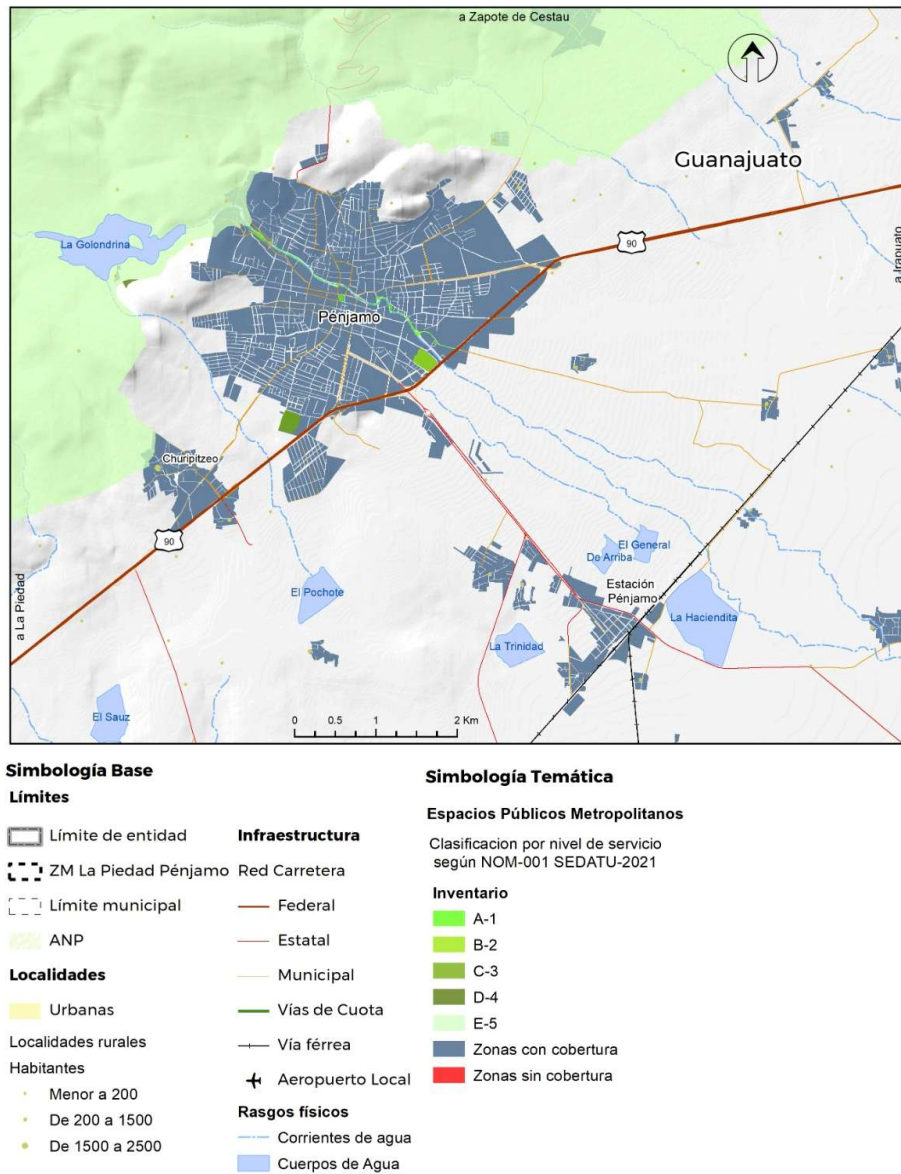 a Zapote de Cestau
Guanajuato
La Golondrina
90
a Irapuato
Pénjamo
Churipitzeo
90
El General
De Arriba
Estación
Pénjamo
a La Piedad
El Pochote
La Haciendita
La Trinidad
El Sauz
0 0.5 1 2 Km
Simbología Base
Límites
Límite de entidad
ZM La Piedad Pénjamo
Límite municipal
ANP
Localidades
Urbanas
Localidades rurales
Habitantes
Menor a 200
De 200 a 1500
De 1500 a 2500
Infraestructura
Red Carretera
Federal
Estatal
Municipal
Vías de Cuota
Vía férrea
Aeropuerto Local
Rasgos físicos
Corrientes de agua
Cuerpos de Agua
Simbología Temática
Espacios Públicos Metropolitanos
Clasificacion por nivel de servicio
según NOM-001 SEDATU-2021
Inventario
A-1
B-2
C-3
D-4
E-5
Zonas con cobertura
Zonas sin cobertura